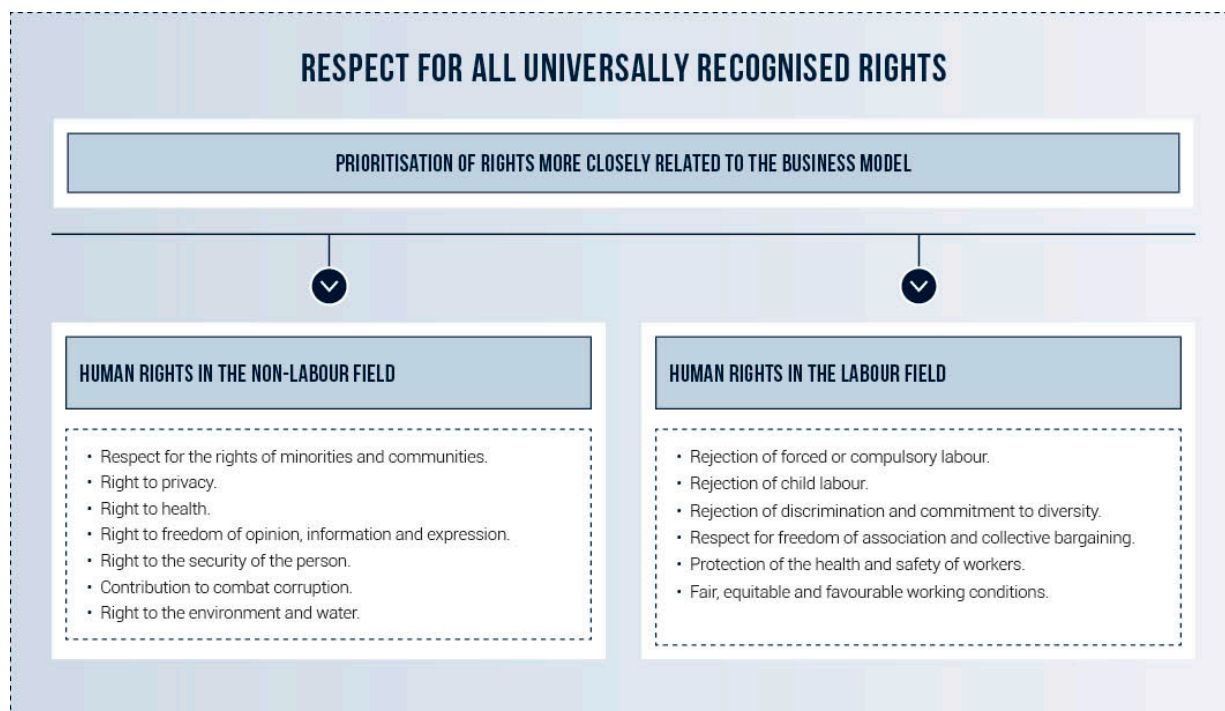 RESPECT FOR ALL UNIVERSALLY RECOGNISED RIGHTS
PRIORITISATION OF RIGHTS MORE CLOSELY RELATED TO THE BUSINESS MODEL
HUMAN RIGHTS IN THE NON-LABOUR FIELD
• Respect for the rights of minorities and communities.
• Right to privacy.
• Right to health.
• Right to freedom of opinion, information and expression.
• Right to the security of the person.
• Contribution to combat corruption.
• Right to the environment and water.
HUMAN RIGHTS IN THE LABOUR FIELD
• Rejection of forced or compulsory labour.
• Rejection of child labour.
• Rejection of discrimination and commitment to diversity.
• Respect for freedom of association and collective bargaining.
• Protection of the health and safety of workers.
• Fair, equitable and favourable working conditions.